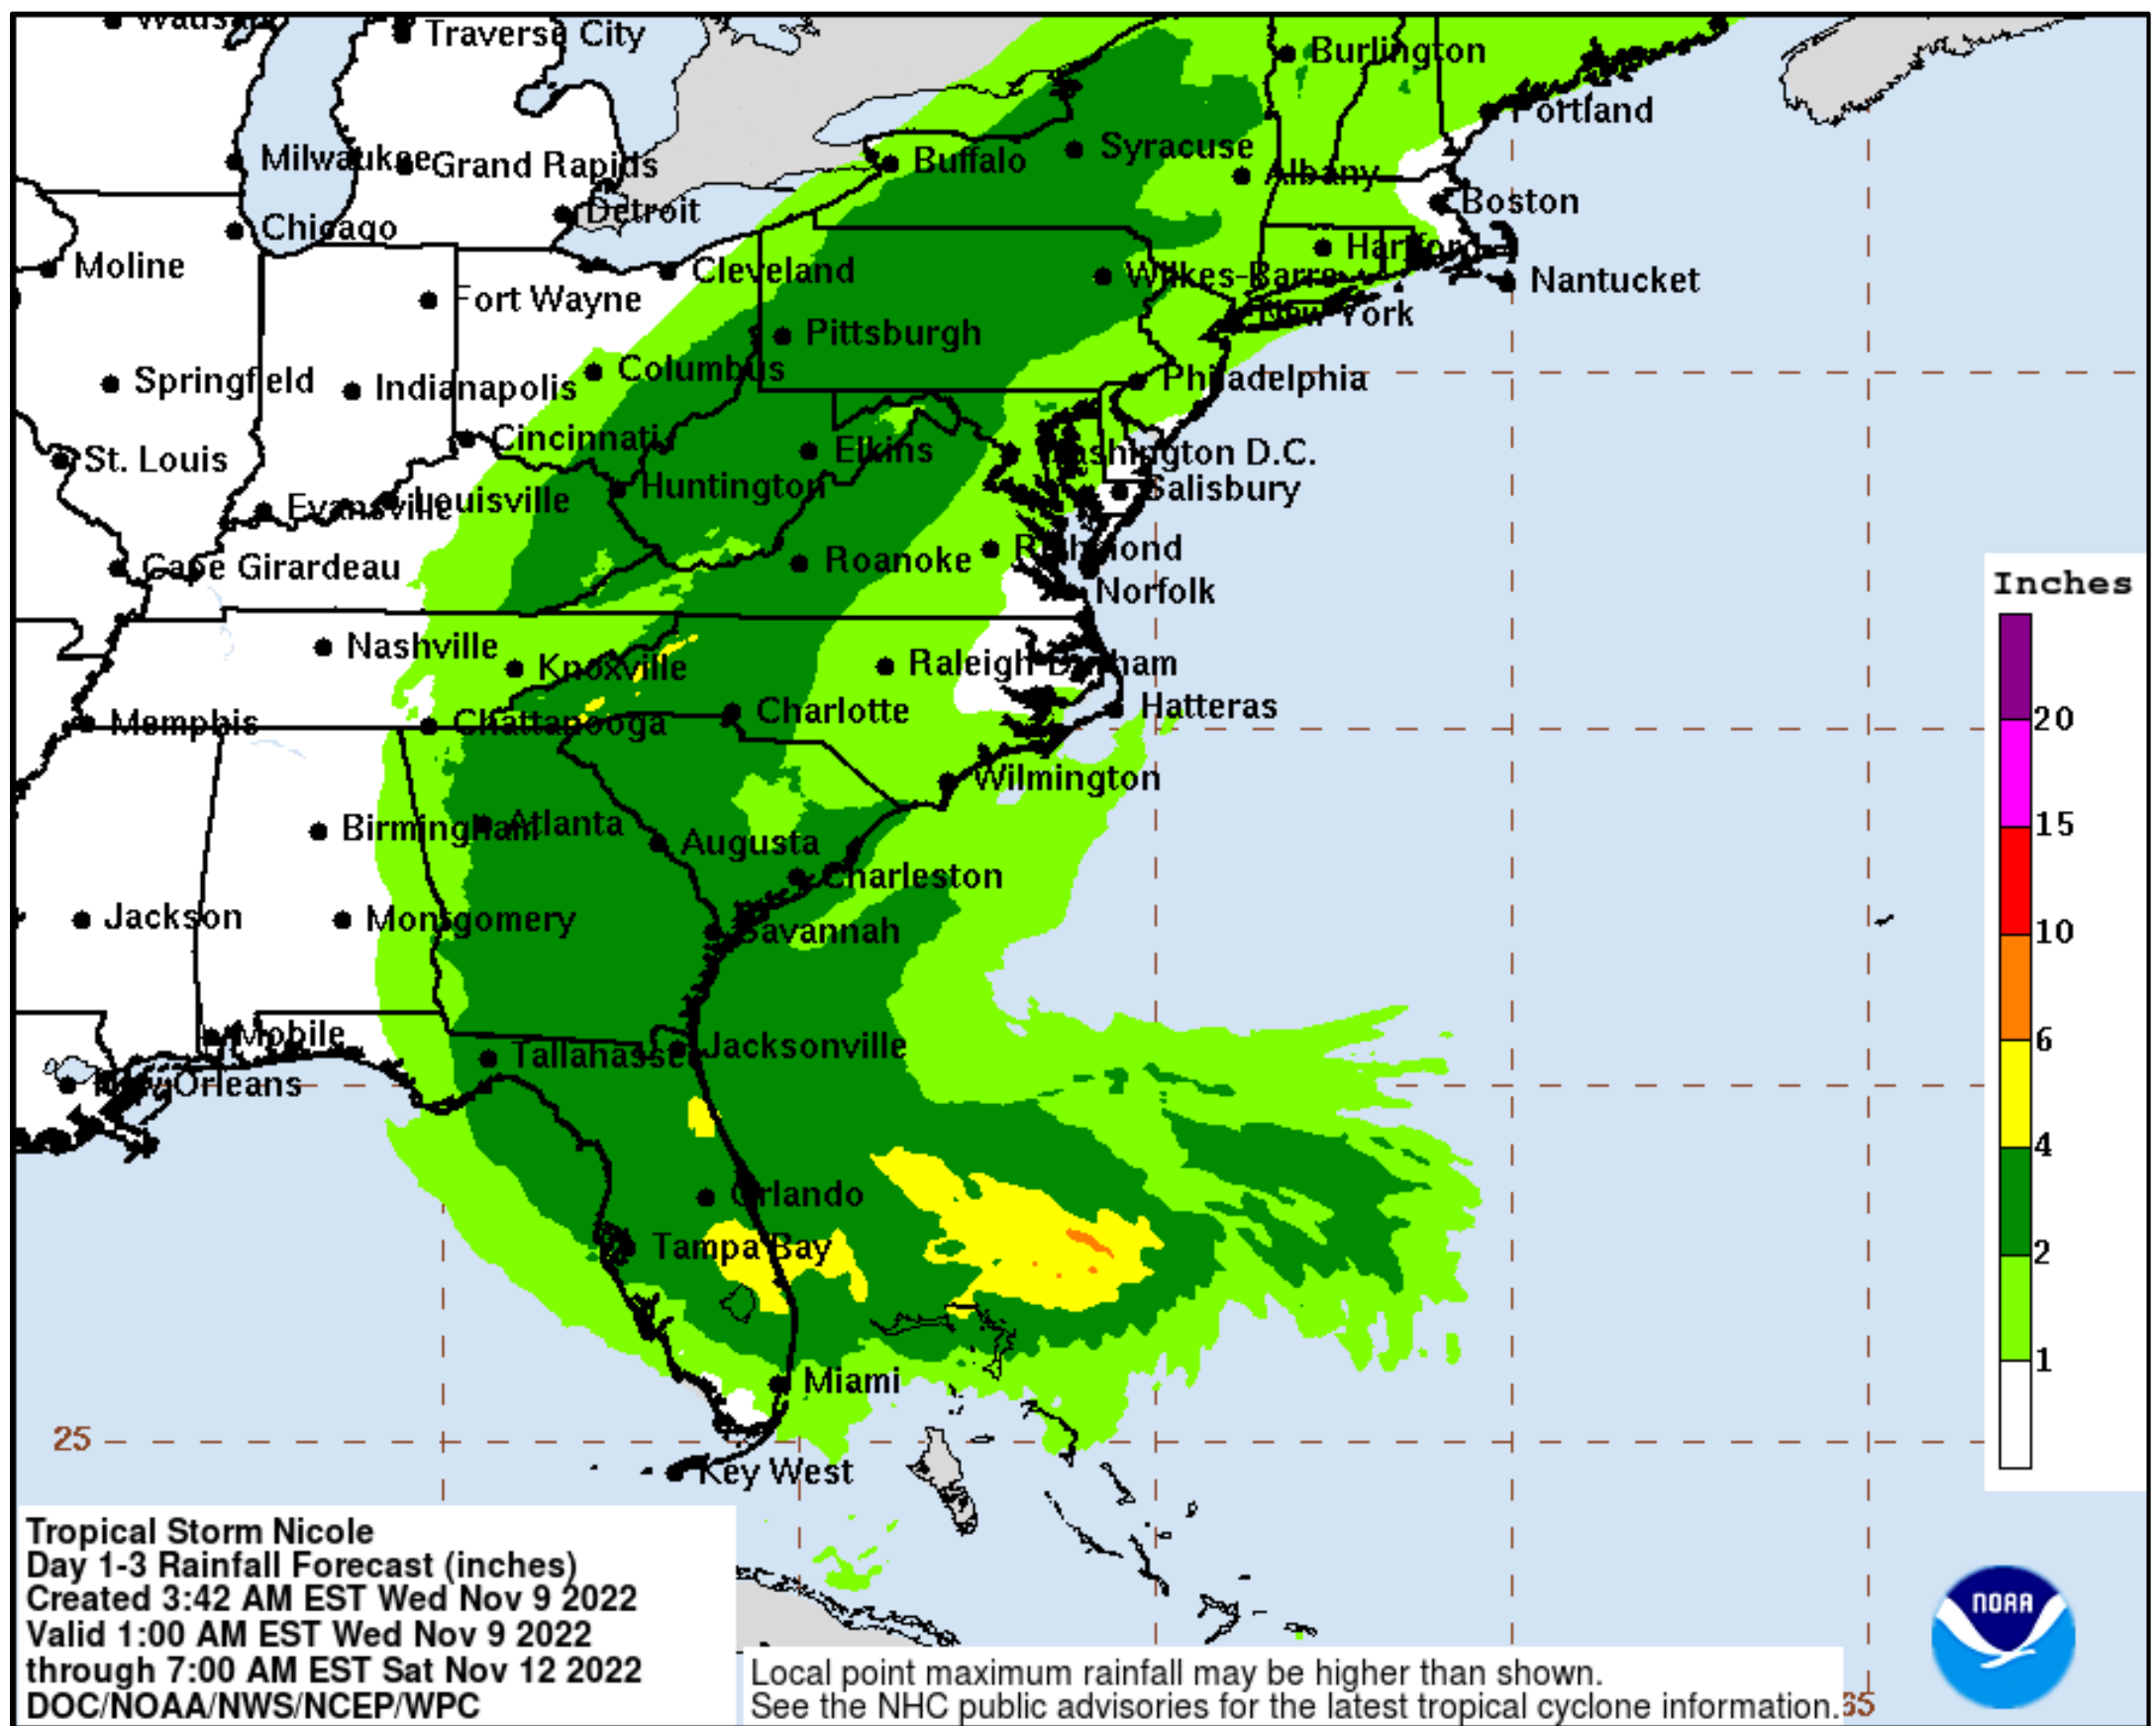 Traverse City
Burlington
Portland
Milwaukee
Grand Rapids
Buffalo
Syracuse
Albany
Detroit
Boston
Chicago
Hartford
Moline
Cleveland
Wilkes-Barre
Nantucket
Fort Wayne
New York
Pittsburgh
Columbus
Springfield
Indianapolis
Philadelphia
Cincinnati
Elkins
Washington D.C.
St. Louis
Huntington
Salisbury
Evansville
Louisville
Roanoke
Richmond
Cape Girardeau
Norfolk
Inches
Nashville
Knoxville
Raleigh Durham
Hatteras
Memphis
Chattanooga
Charlotte
20
Wilmington
Birmingham
Atlanta
Augusta
15
Charleston
Jackson
Montgomery
Savannah
10
Mobile
Tallahassee
Jacksonville
6
New Orleans
4
Orlando
Tampa Bay
2
Miami
1
25
Key West
Tropical Storm Nicole
Day 1-3 Rainfall Forecast (inches)
Created 3:42 AM EST Wed Nov 9 2022
Valid 1:00 AM EST Wed Nov 9 2022
through 7:00 AM EST Sat Nov 12 2022
DOC/NOAA/NWS/NCEP/WPC
NOAA
Local point maximum rainfall may be higher than shown.
See the NHC public advisories for the latest tropical cyclone information.
65